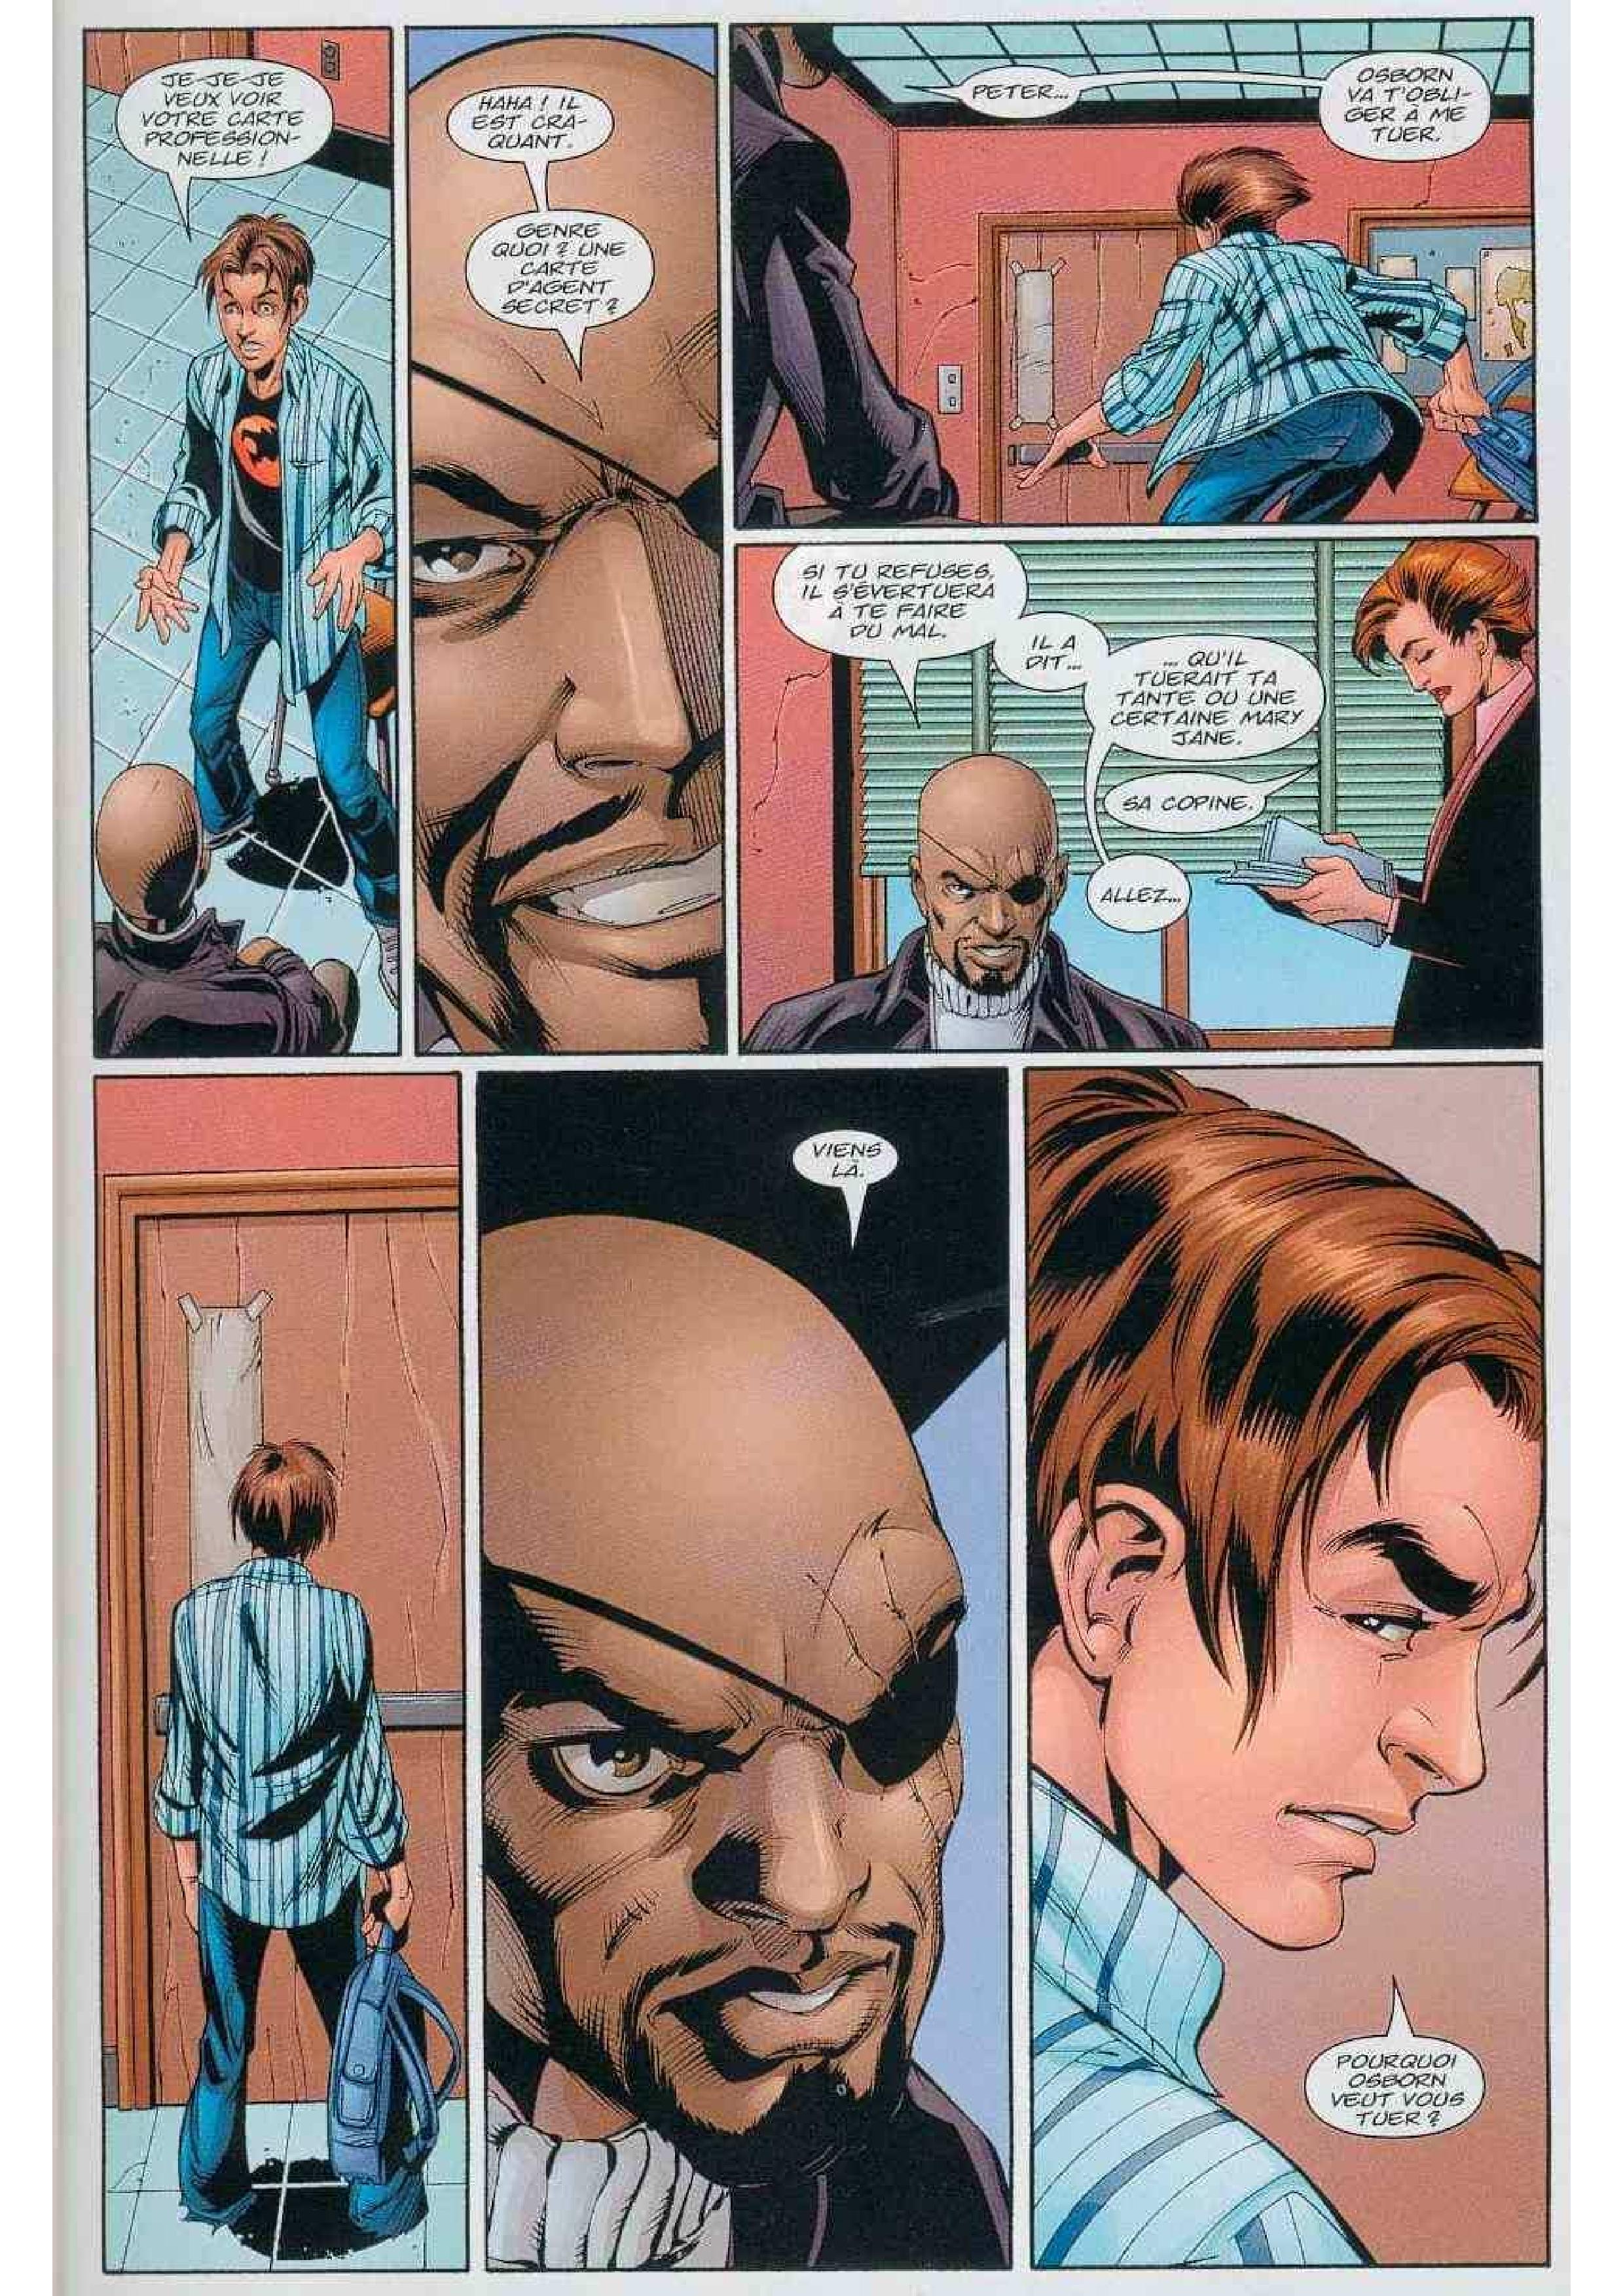 JE-JE-JE
VEUX VOIR
VOTRE CARTE
PROFESSION-
NELLE !
HAHA ! IL
EST CRA-
QUANT.
GENRE
QUOI ? UNE
CARTE
D'AGENT
SECRET ?
PETER...
OSBORN
VA T'OBLI-
GER A ME
TUER.
SI TU REFUSES,
IL S'ÉVERTUERA
A TE FAIRE
DU MAL.
IL A
DIT...
... QU'IL
TUERAIT TA
TANTE OU UNE
CERTAINE MARY
JANE.
SA COPINE.
ALLEZ...
VIENS
LÀ.
POURQUOI
OSBORN
VEUT VOUS
TUER ?